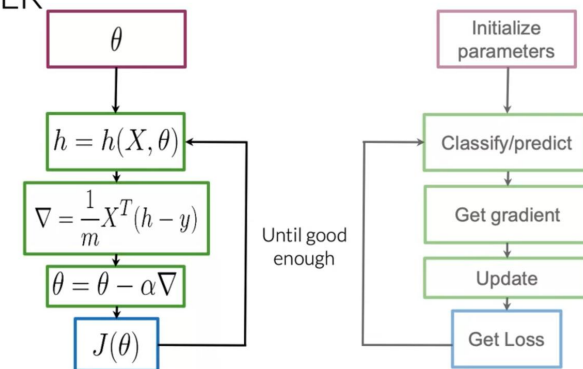 θ
h = h(X, θ)
∇ = 1/m X^T (h − y)
θ = θ − α∇
J(θ)
Until good
enough
Initialize
parameters
Classify/predict
Get gradient
Update
Get Loss